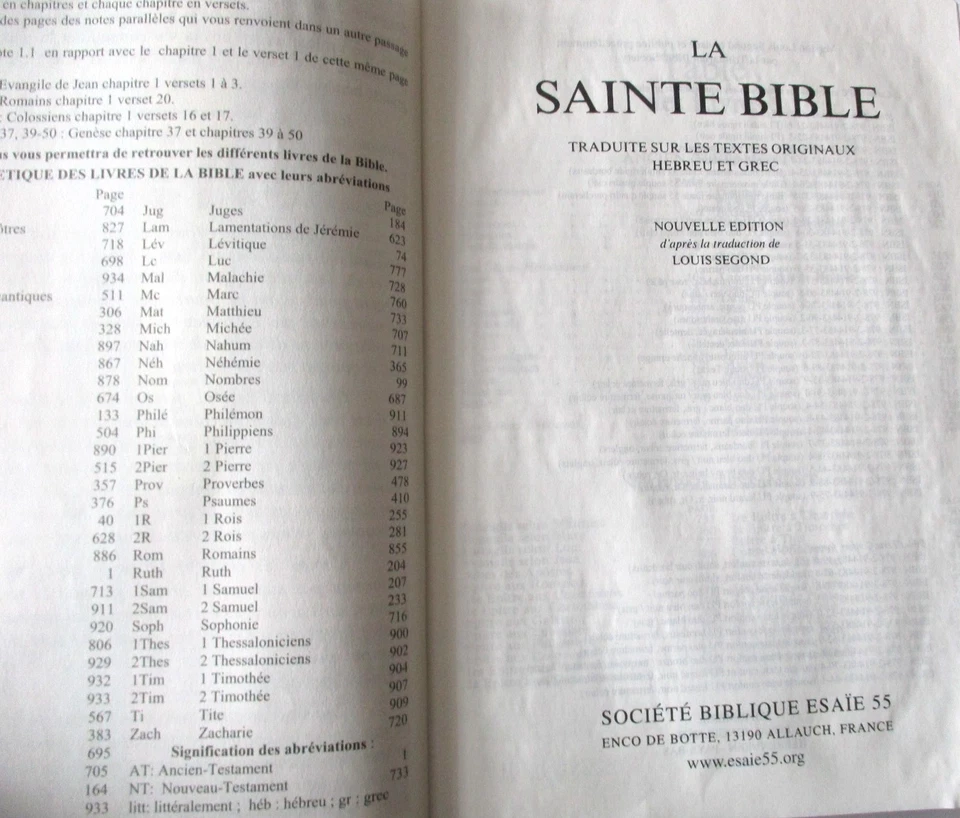 en chapitres et chaque chapitre en versets.
des pages des notes parallèles qui vous renvoient dans un autre passage
1.1 en rapport avec le chapitre 1 et le verset 1 de cette même page
Evangile de Jean chapitre 1 versets 1 à 3.
Romains chapitre 1 verset 20.
: Colossiens chapitre 1 versets 16 et 17.
37, 39-50 : Genèse chapitre 37 et chapitres 39 à 50
vous permettra de retrouver les différents livres de la Bible.
ETIQUE DES LIVRES DE LA BIBLE avec leurs abréviations
Page Page
704 Jug Juges 184
ôtres 827 Lam Lamentations de Jérémie 623
718 Lév Lévitique 74
698 Lc Luc 777
934 Mal Malachie 728
antiques 511 Mc Marc 760
306 Mat Matthieu 733
328 Mich Michée 707
897 Nah Nahum 711
867 Néh Néhémie 365
878 Nom Nombres 99
674 Os Osée 687
133 Philé Philémon 911
504 Phi Philippiens 894
890 1Pier 1 Pierre 923
515 2Pier 2 Pierre 927
357 Prov Proverbes 478
376 Ps Psaumes 410
40 1R 1 Rois 255
628 2R 2 Rois 281
886 Rom Romains 855
1 Ruth Ruth 204
713 1Sam 1 Samuel 207
911 2Sam 2 Samuel 233
920 Soph Sophonie 716
806 1Thes 1 Thessaloniciens 900
929 2Thes 2 Thessaloniciens 902
932 1Tim 1 Timothée 904
933 2Tim 2 Timothée 907
567 Ti Tite 909
383 Zach Zacharie 720
695 Signification des abréviations :
705 AT: Ancien-Testament 1
164 NT: Nouveau-Testament 733
933 litt: littéralement ; héb : hébreu ; gr : grec
LA
SAINTE BIBLE
TRADUITE SUR LES TEXTES ORIGINAUX
HEBREU ET GREC
NOUVELLE EDITION
d'après la traduction de
LOUIS SEGOND
SOCIÉTÉ BIBLIQUE ESAÏE 55
ENCO DE BOTTE, 13190 ALLAUCH, FRANCE
www.esaie55.org